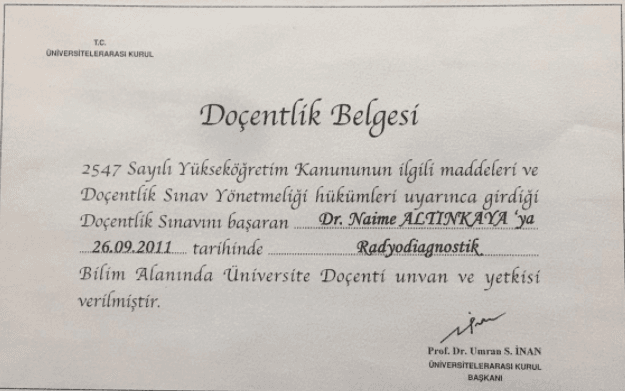 T.C.
ÜNİVERSİTELERARASI KURUL
Doçentlik Belgesi
2547 Sayılı Yükseköğretim Kanununun ilgili maddeleri ve
Doçentlik Sınav Yönetmeliği hükümleri uyarınca girdiği
Doçentlik Sınavını başaran Dr. Naime ALTINKAYA 'ya
26.09.2011 tarihinde Radyodiagnostik
Bilim Alanında Üniversite Doçenti unvan ve yetkisi
verilmiştir.
Prof. Dr. Umran S. İNAN
ÜNİVERSİTELERARASI KURUL
BAŞKANI